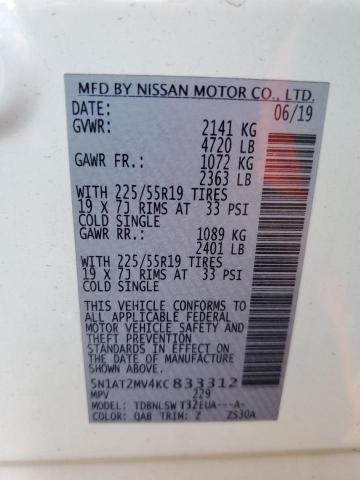 MFD BY NISSAN MOTOR CO., LTD.
DATE: 06/19
GVWR: 2141 KG
4720 LB
GAWR FR.: 1072 KG
2363 LB
WITH 225/55R19 TIRES
19 X 7J RIMS AT 33 PSI
COLD SINGLE
GAWR RR.: 1089 KG
2401 LB
WITH 225/55R19 TIRES
19 X 7J RIMS AT 33 PSI
COLD SINGLE
THIS VEHICLE CONFORMS TO
ALL APPLICABLE FEDERAL
MOTOR VEHICLE SAFETY AND
THEFT PREVENTION
STANDARDS IN EFFECT ON
THE DATE OF MANUFACTURE
SHOWN ABOVE.
5N1AT2MV4KC833312
MPV 229
MODEL: TDBNLSW T32EUA---A-
COLOR: QAB TRIM: Z ZS30A